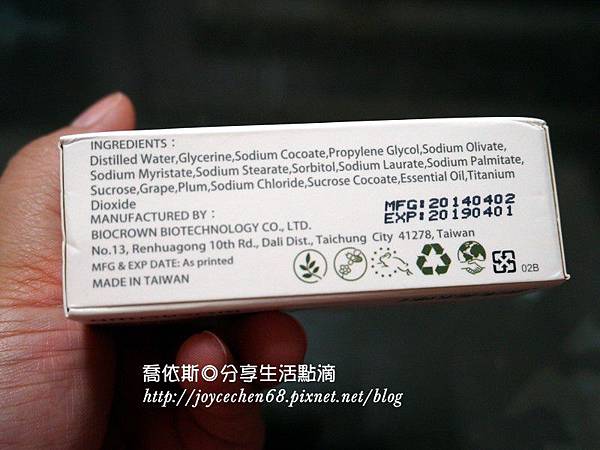 INGREDIENTS：
Distilled Water,Glycerine,Sodium Cocoate,Propylene Glycol,Sodium Olivate,
Sodium Myristate,Sodium Stearate,Sorbitol,Sodium Laurate,Sodium Palmitate,
Sucrose,Grape,Plum,Sodium Chloride,Sucrose Cocoate,Essential Oil,Titanium
Dioxide
MFG:20140402
EXP:20190401
MANUFACTURED BY：
BIOCROWN BIOTECHNOLOGY CO., LTD.
No.13, Renhuagong 10th Rd., Dali Dist., Taichung City 41278, Taiwan
MFG & EXP DATE: As printed
MADE IN TAIWAN
02B
喬依斯◎分享生活點滴
http://joycechen68.pixnet.net/blog